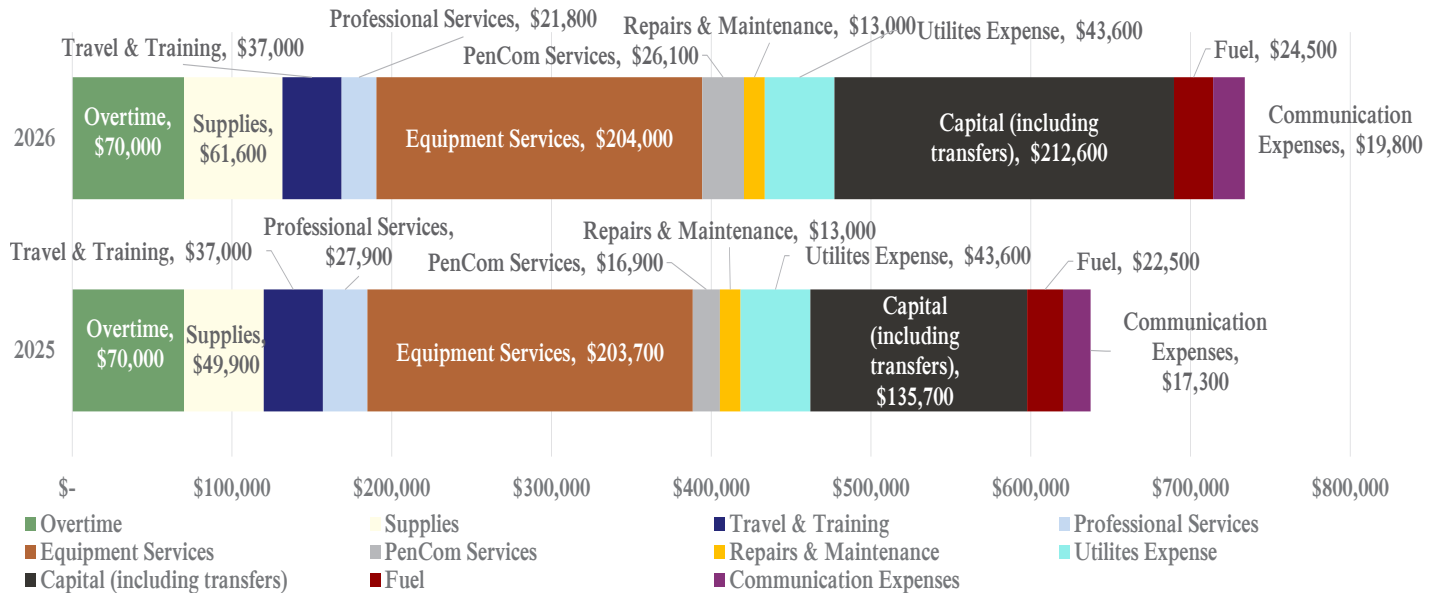 Professional Services, $21,800
Repairs & Maintenance, $13,000
Utilites Expense, $43,600
Travel & Training, $37,000
PenCom Services, $26,100
Fuel, $24,500
2026
Overtime,
$70,000
Supplies,
$61,600
Equipment Services, $204,000
Capital (including
transfers), $212,600
Communication
Expenses, $19,800
Professional Services,
$27,900
Repairs & Maintenance, $13,000
Travel & Training, $37,000
PenCom Services, $16,900
Utilites Expense, $43,600
Fuel, $22,500
2025
Overtime,
$70,000
Supplies,
$49,900
Equipment Services, $203,700
Capital
(including
transfers),
$135,700
Communication
Expenses,
$17,300
$- $100,000 $200,000 $300,000 $400,000 $500,000 $600,000 $700,000 $800,000
Overtime Supplies Travel & Training Professional Services
Equipment Services PenCom Services Repairs & Maintenance Utilites Expense
Capital (including transfers) Fuel Communication Expenses